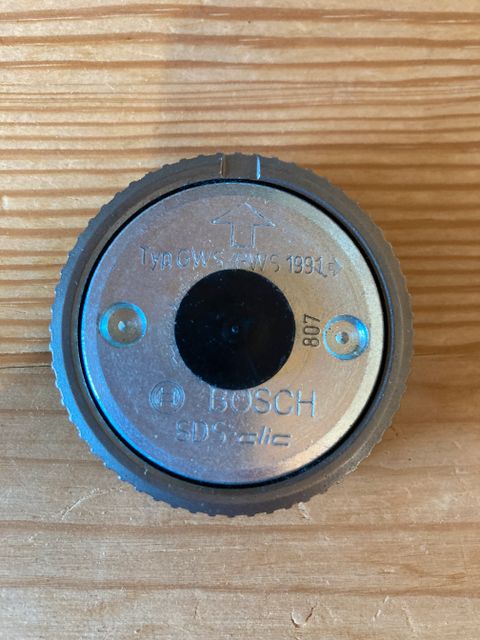 Typ GWS/PWS 1991
807
BOSCH
SDS-clic